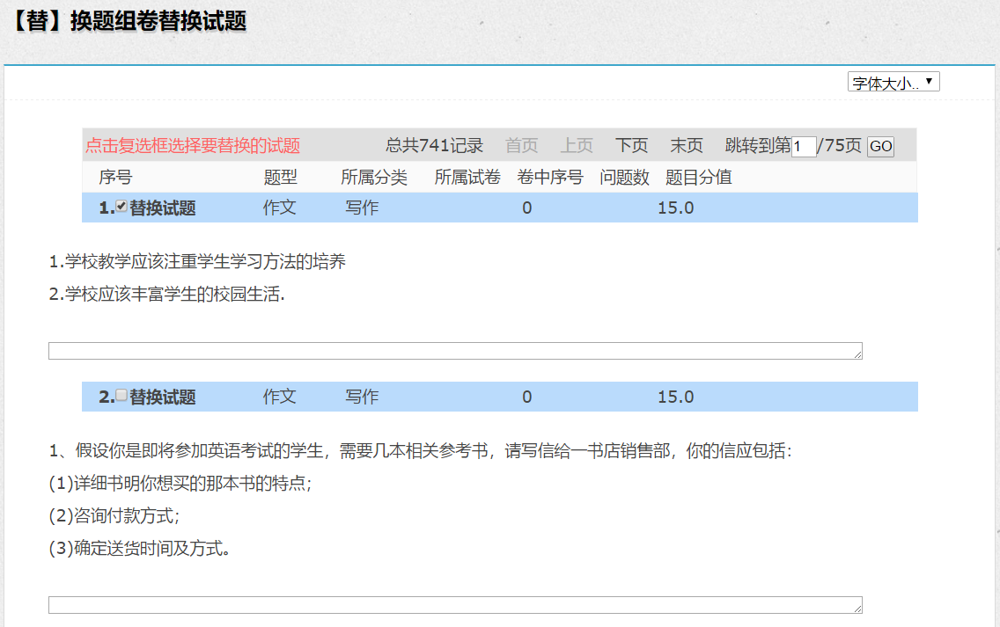 【替】换题组卷替换试题
字体大小..
点击复选框选择要替换的试题 总共741记录 首页 上页 下页 末页 跳转到第1/75页 GO
序号 题型 所属分类 所属试卷 卷中序号 问题数 题目分值
1.替换试题 作文 写作 0 15.0
1.学校教学应该注重学生学习方法的培养
2.学校应该丰富学生的校园生活.
2.替换试题 作文 写作 0 15.0
1、假设你是即将参加英语考试的学生，需要几本相关参考书，请写信给一书店销售部，你的信应包括：
(1)详细书明你想买的那本书的特点；
(2)咨询付款方式；
(3)确定送货时间及方式。